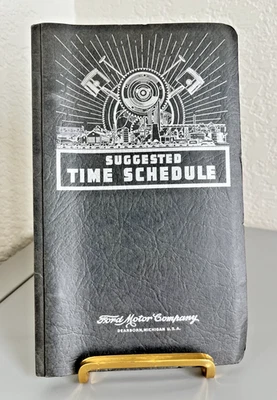 SUGGESTED
TIME SCHEDULE
Ford Motor Company
DEARBORN, MICHIGAN U.S.A.